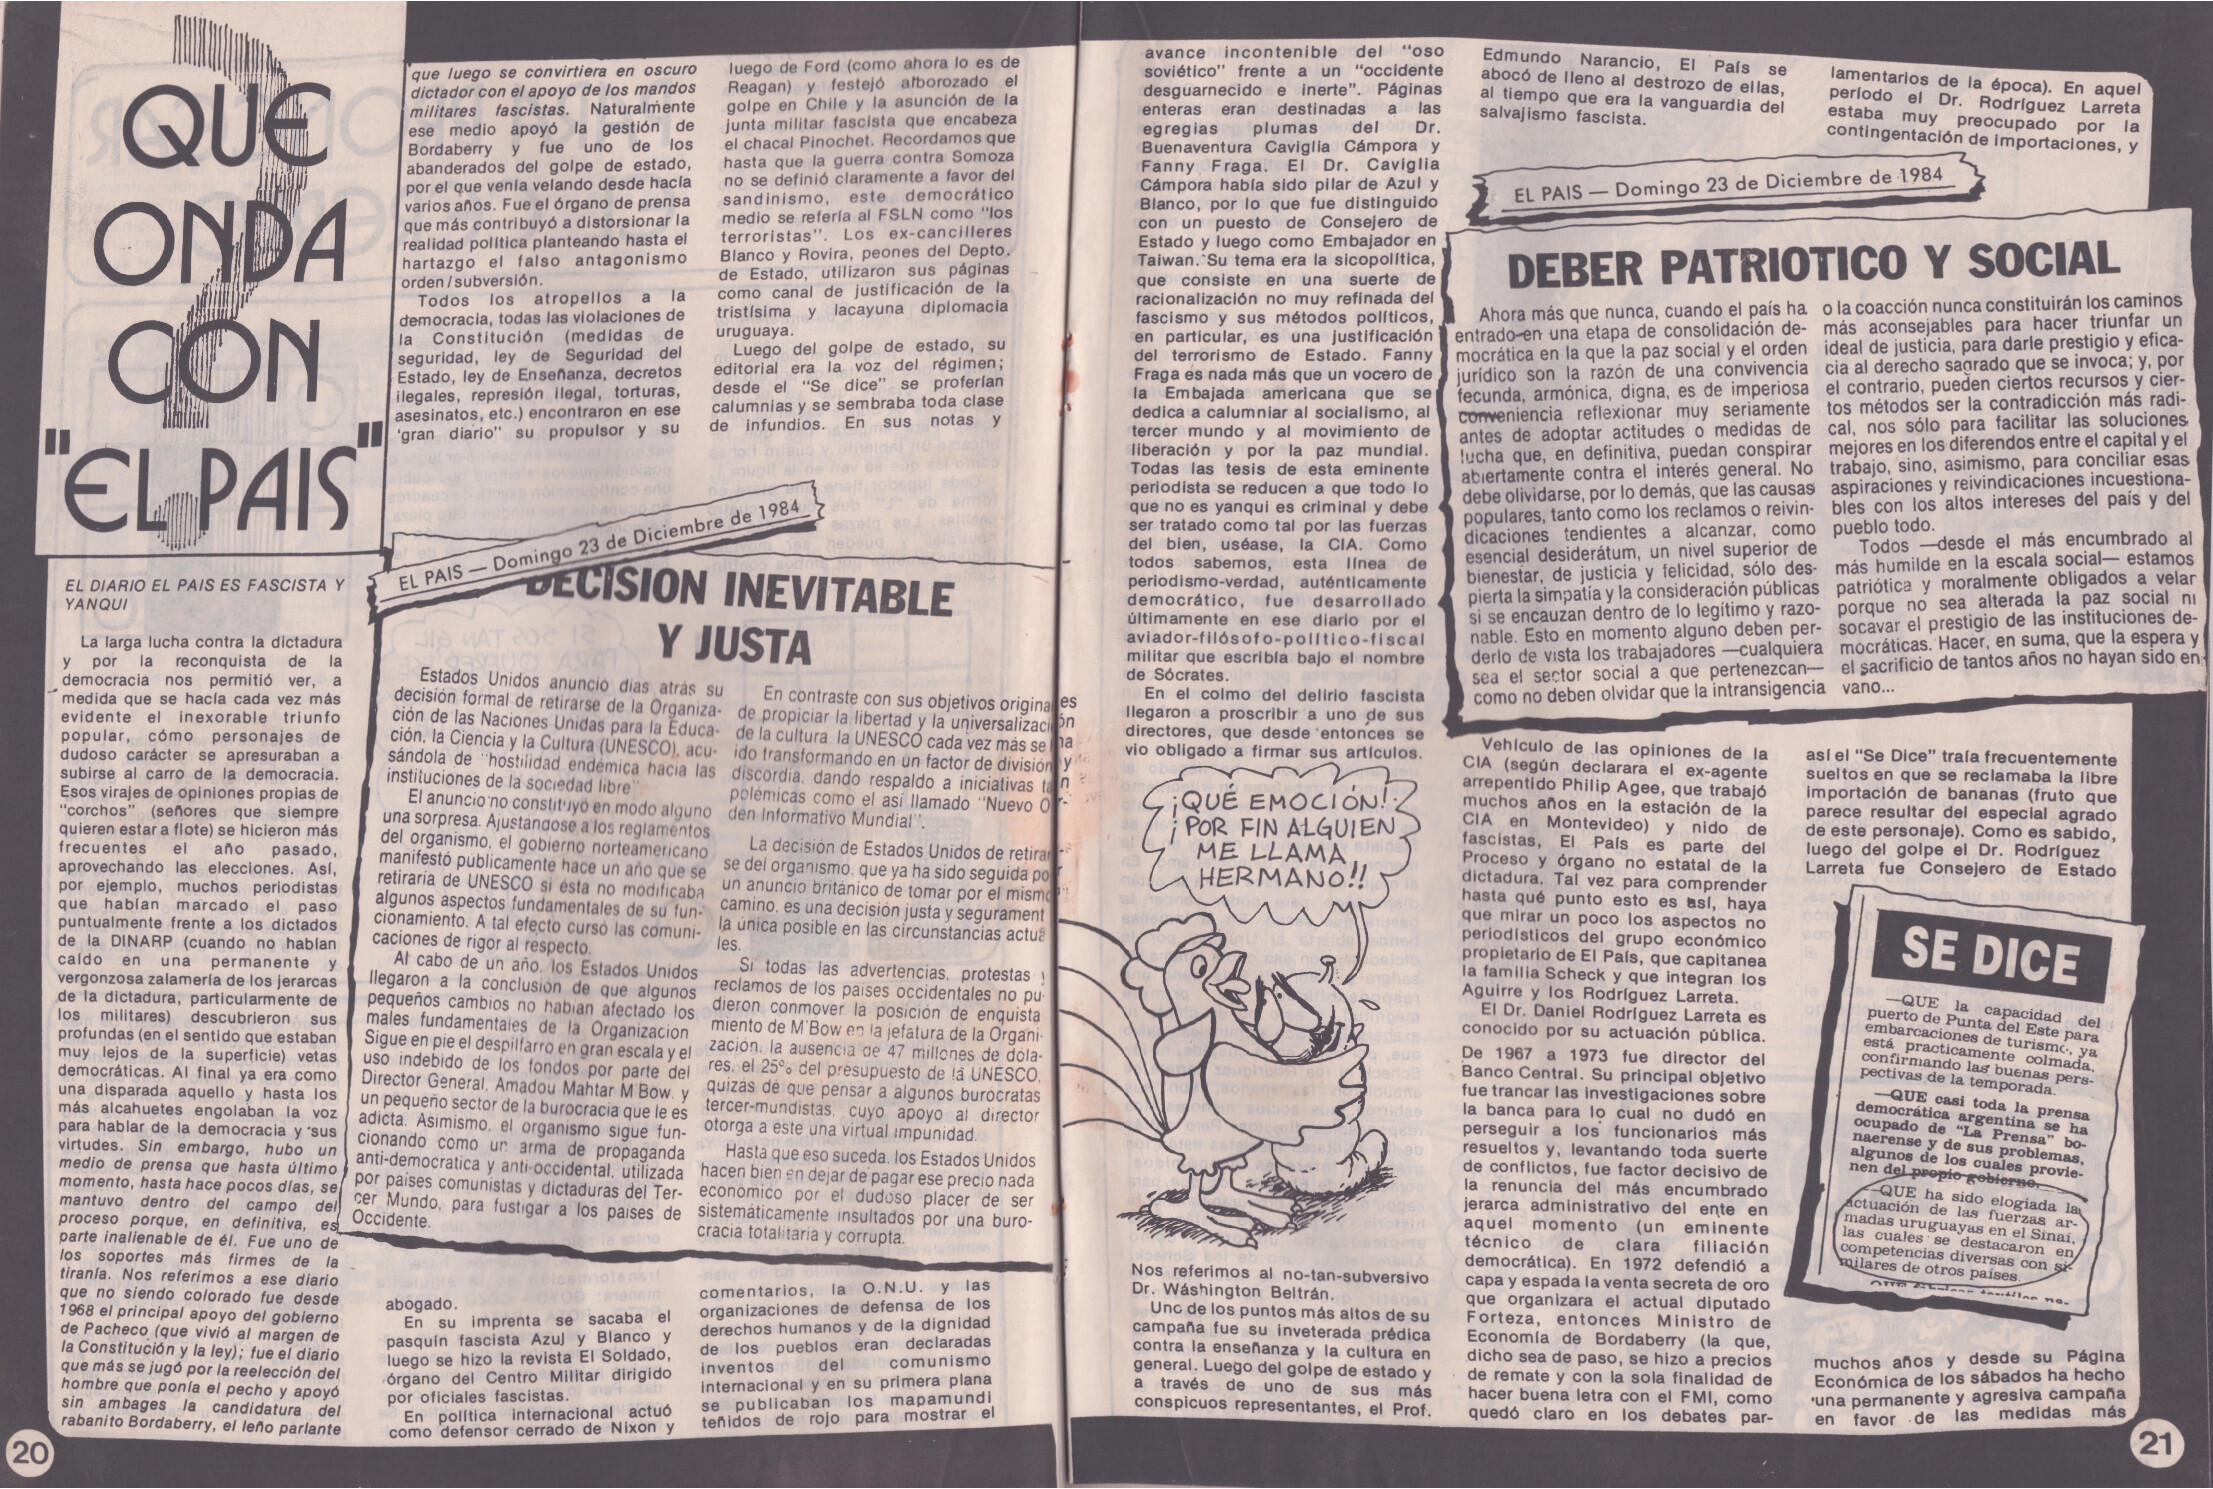 QUE
ONDA
CON
"EL PAIS"
EL DIARIO EL PAIS ES FASCISTA Y
YANQUI
La larga lucha contra la dictadura
y por la reconquista de la
democracia nos permitió ver, a
medida que se hacía cada vez más
evidente el inexorable triunfo
popular, cómo personajes de
dudoso carácter se apresuraban a
subirse al carro de la democracia.
Esos virajes de opiniones propias de
"corchos" (señores que siempre
quieren estar a flote) se hicieron más
frecuentes el año pasado,
aprovechando las elecciones. Así,
por ejemplo, muchos periodistas
que habían marcado el paso
puntualmente frente a los dictados
de la DINARP (cuando no habían
caído en una permanente y
vergonzosa zalamería de los jerarcas
de la dictadura, particularmente de
los militares) descubrieron sus
profundas (en el sentido que estaban
muy lejos de la superficie) vetas
democráticas. Al final ya era como
una disparada aquello y hasta los
más alcahuetes engolaban la voz
para hablar de la democracia y sus
virtudes. Sin embargo, hubo un
medio de prensa que hasta último
momento, hasta hace pocos días, se
mantuvo dentro del campo del
proceso porque, en definitiva, es
parte inalienable de él. Fue uno de
los soportes más firmes de la
tiranía. Nos referimos a ese diario
que no siendo colorado fue desde
1968 el principal apoyo del gobierno
de Pacheco (que vivió al margen de
la Constitución y la ley); fue el diario
que más se jugó por la reelección del
hombre que ponía el pecho y apoyó
sin ambages la candidatura del
rabanito Bordaberry, el leño parlante
que luego se convirtiera en oscuro
dictador con el apoyo de los mandos
militares fascistas. Naturalmente
ese medio apoyó la gestión de
Bordaberry y fue uno de los
abanderados del golpe de estado,
por el que venía velando desde hacía
varios años. Fue el órgano de prensa
que más contribuyó a distorsionar la
realidad política planteando hasta el
hartazgo el falso antagonismo
orden/subversión.
Todos los atropellos a la
democracia, todas las violaciones de
la Constitución (medidas de
seguridad, ley de Seguridad del
Estado, ley de Enseñanza, decretos
ilegales, represión ilegal, torturas,
asesinatos, etc.) encontraron en ese
'gran diario" su propulsor y su
abogado.
En su imprenta se sacaba el
pasquín fascista Azul y Blanco y
luego se hizo la revista El Soldado,
órgano del Centro Militar dirigido
por oficiales fascistas.
En política internacional actuó
como defensor cerrado de Nixon y
luego de Ford (como ahora lo es de
Reagan) y festejó alborozado el
golpe en Chile y la asunción de la
junta militar fascista que encabeza
el chacal Pinochet. Recordamos que
hasta que la guerra contra Somoza
no se definió claramente a favor del
sandinismo, este democrático
medio se refería al FSLN como "los
terroristas". Los ex-cancilleres
Blanco y Rovira, peones del Depto.
de Estado, utilizaron sus páginas
como canal de justificación de la
tristísima y lacayuna diplomacia
uruguaya.
Luego del golpe de estado, su
editorial era la voz del régimen;
desde el "Se dice" se proferían
calumnias y se sembraba toda clase
de infundios. En sus notas y
comentarios, la O.N.U. y las
organizaciones de defensa de los
derechos humanos y de la dignidad
de los pueblos eran declaradas
inventos del comunismo
internacional y en su primera plana
se publicaban los mapamundi
teñidos de rojo para mostrar el
EL PAIS — Domingo 23 de Diciembre de 1984
DECISION INEVITABLE
Y JUSTA
Estados Unidos anunció días atrás su
decisión formal de retirarse de la Organiza-
ción de las Naciones Unidas para la Educa-
ción, la Ciencia y la Cultura (UNESCO), acu-
sándola de "hostilidad endémica hacia las
instituciones de la sociedad libre"
El anuncio no constituyó en modo alguno
una sorpresa. Ajustándose a los reglamentos
del organismo, el gobierno norteamericano
manifestó publicamente hace un año que se
retiraría de UNESCO si ésta no modificaba
algunos aspectos fundamentales de su fun-
cionamiento. A tal efecto cursó las comuni-
caciones de rigor al respecto.
Al cabo de un año, los Estados Unidos
llegaron a la conclusión de que algunos
pequeños cambios no habían afectado los
males fundamentales de la Organizacion
Sigue en pie el despilfarro en gran escala y el
uso indebido de los fondos por parte del
Director General, Amadou Mahtar M'Bow, y
un pequeño sector de la burocracia que le es
adicta. Asimismo, el organismo sigue fun-
cionando como un arma de propaganda
anti-democratica y anti-occidental, utilizada
por países comunistas y dictaduras del Ter-
cer Mundo, para fustigar a los países de
Occidente.
En contraste con sus objetivos originales
de propiciar la libertad y la universalización
de la cultura la UNESCO cada vez más se ha
ido transformando en un factor de división y
discordia, dando respaldo a iniciativas tan
polémicas como el así llamado "Nuevo Or-
den Informativo Mundial".
La decisión de Estados Unidos de retirar-
se del organismo, que ya ha sido seguida po
un anuncio británico de tomar por el mismo
camino, es una decisión justa y segurament
la única posible en las circunstancias actua
les.
Si todas las advertencias, protestas y
reclamos de los países occidentales no pu-
dieron conmover la posición de enquista
miento de M'Bow en la jefatura de la Organi-
zación, la ausencia de 47 millones de dóla-
res, el 25% del presupuesto de la UNESCO,
quizás dé que pensar a algunos burócratas
tercer-mundistas, cuyo apoyo al director
otorga a éste una virtual impunidad.
Hasta que eso suceda, los Estados Unidos
hacen bien en dejar de pagar ese precio nada
económico por el dudoso placer de ser
sistemáticamente insultados por una buro-
cracia totalitaria y corrupta.
20
avance incontenible del "oso
soviético" frente a un "occidente
desguarnecido e inerte". Páginas
enteras eran destinadas a las
egregias plumas del Dr.
Buenaventura Caviglia Cámpora y
Fanny Fraga. El Dr. Caviglia
Cámpora había sido pilar de Azul y
Blanco, por lo que fue distinguido
con un puesto de Consejero de
Estado y luego como Embajador en
Taiwan. Su tema era la sicopolítica,
que consiste en una suerte de
racionalización no muy refinada del
fascismo y sus métodos políticos,
en particular, es una justificación
del terrorismo de Estado. Fanny
Fraga es nada más que un vocero de
la Embajada americana que se
dedica a calumniar al socialismo, al
tercer mundo y al movimiento de
liberación y por la paz mundial.
Todas las tesis de esta eminente
periodista se reducen a que todo lo
que no es yanqui es criminal y debe
ser tratado como tal por las fuerzas
del bien, uséase, la CIA. Como
todos sabemos, esta línea de
periodismo-verdad, auténticamente
democrático, fue desarrollado
últimamente en ese diario por el
aviador-filósofo-político-fiscal
militar que escribía bajo el nombre
de Sócrates.
En el colmo del delirio fascista
llegaron a proscribir a uno de sus
directores, que desde entonces se
vio obligado a firmar sus artículos.
¡QUÉ EMOCIÓN!
¡POR FIN ALGUIEN
ME LLAMA
HERMANO!!
Nos referimos al no-tan-subversivo
Dr. Wáshington Beltrán.
Uno de los puntos más altos de su
campaña fue su inveterada prédica
contra la enseñanza y la cultura en
general. Luego del golpe de estado y
a través de uno de sus más
conspicuos representantes, el Prof.
Edmundo Narancio, El País se
abocó de lleno al destrozo de ellas,
al tiempo que era la vanguardia del
salvajismo fascista.
EL PAIS — Domingo 23 de Diciembre de 1984
DEBER PATRIOTICO Y SOCIAL
Ahora más que nunca, cuando el país ha
entrado en una etapa de consolidación de-
mocrática en la que la paz social y el orden
jurídico son la razón de una convivencia
fecunda, armónica, digna, es de imperiosa
conveniencia reflexionar muy seriamente
antes de adoptar actitudes o medidas de
lucha que, en definitiva, puedan conspirar
abiertamente contra el interés general. No
debe olvidarse, por lo demás, que las causas
populares, tanto como los reclamos o reivin-
dicaciones tendientes a alcanzar, como
esencial desiderátum, un nivel superior de
bienestar, de justicia y felicidad, sólo des-
pierta la simpatía y la consideración públicas
si se encauzan dentro de lo legítimo y razo-
nable. Esto en momento alguno deben per-
derlo de vista los trabajadores —cualquiera
sea el sector social a que pertenezcan—
como no deben olvidar que la intransigencia
o la coacción nunca constituirán los caminos
más aconsejables para hacer triunfar un
ideal de justicia, para darle prestigio y efica-
cia al derecho sagrado que se invoca; y, por
el contrario, pueden ciertos recursos y cier-
tos métodos ser la contradicción más radi-
cal, nos sólo para facilitar las soluciones
mejores en los diferendos entre el capital y el
trabajo, sino, asimismo, para conciliar esas
aspiraciones y reivindicaciones incuestiona-
bles con los altos intereses del país y del
pueblo todo.
Todos —desde el más encumbrado al
más humilde en la escala social— estamos
patriótica y moralmente obligados a velar
porque no sea alterada la paz social ni
socavar el prestigio de las instituciones de-
mocráticas. Hacer, en suma, que la espera y
el sacrificio de tantos años no hayan sido en
vano...
Vehículo de las opiniones de la
CIA (según declarara el ex-agente
arrepentido Philip Agee, que trabajó
muchos años en la estación de la
CIA en Montevideo) y nido de
fascistas, El País es parte del
Proceso y órgano no estatal de la
dictadura. Tal vez para comprender
hasta qué punto esto es así, haya
que mirar un poco los aspectos no
periodísticos del grupo económico
propietario de El País, que capitanea
la familia Scheck y que integran los
Aguirre y los Rodríguez Larreta.
El Dr. Daniel Rodríguez Larreta es
conocido por su actuación pública.
De 1967 a 1973 fue director del
Banco Central. Su principal objetivo
fue trancar las investigaciones sobre
la banca para lo cual no dudó en
perseguir a los funcionarios más
resueltos y, levantando toda suerte
de conflictos, fue factor decisivo de
la renuncia del más encumbrado
jerarca administrativo del ente en
aquel momento (un eminente
técnico de clara filiación
democrática). En 1972 defendió a
capa y espada la venta secreta de oro
que organizara el actual diputado
Forteza, entonces Ministro de
Economía de Bordaberry (la que,
dicho sea de paso, se hizo a precios
de remate y con la sola finalidad de
hacer buena letra con el FMI, como
quedó claro en los debates par-
lamentarios de la época). En aquel
período el Dr. Rodríguez Larreta
estaba muy preocupado por la
contingentación de importaciones, y
así el "Se Dice" traía frecuentemente
sueltos en que se reclamaba la libre
importación de bananas (fruto que
parece resultar del especial agrado
de este personaje). Como es sabido,
luego del golpe el Dr. Rodríguez
Larreta fue Consejero de Estado
SE DICE
—QUE la capacidad del
puerto de Punta del Este para
embarcaciones de turismo, ya
está practicamente colmada,
confirmando las buenas pers-
pectivas de la temporada.
—QUE casi toda la prensa
democrática argentina se ha
ocupado de "La Prensa" bo-
naerense y de sus problemas,
algunos de los cuales provie-
nen del propio gobierno.
—QUE ha sido elogiada la
actuación de las fuerzas ar-
madas uruguayas en el Sinaí,
las cuales se destacaron en
competencias diversas con si-
milares de otros países.
muchos años y desde su Página
Económica de los sábados ha hecho
una permanente y agresiva campaña
en favor de las medidas más
21